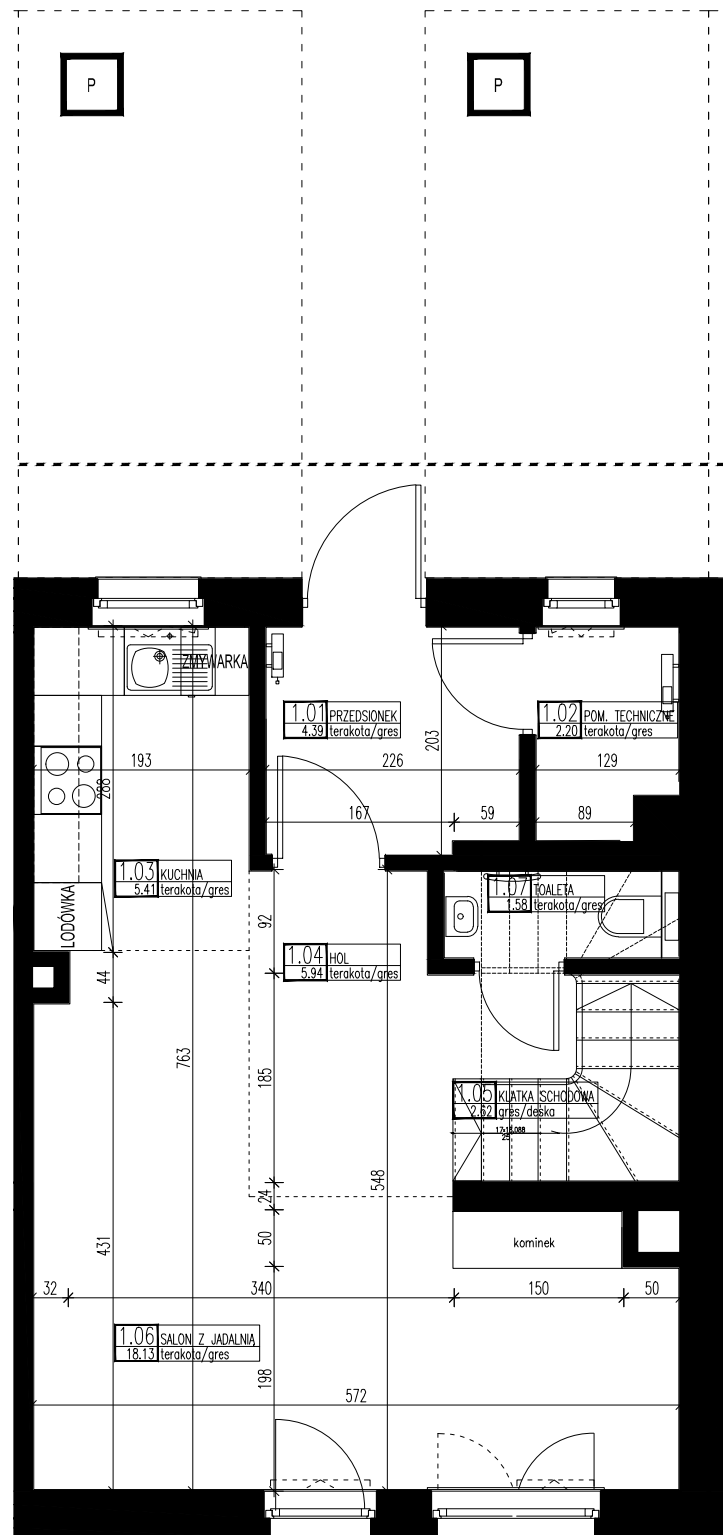 P
P
ZMYWARKA
1.01 PRZEDSIONEK
4.39 terakota/gres
1.02 POM. TECHNICZNE
2.20 terakota/gres
203
193
226
129
288
167
59
89
1.03 KUCHNIA
5.41 terakota/gres
1.07 TOALETA
1.58 terakota/gres
LODÓWKA
92
1.04 HOL
5.94 terakota/gres
44
763
185
1.05 KLATKA SCHODOWA
2.62 gres/deska
548
24
431
50
kominek
32
340
150
50
1.06 SALON Z JADALNIĄ
18.13 terakota/gres
198
572